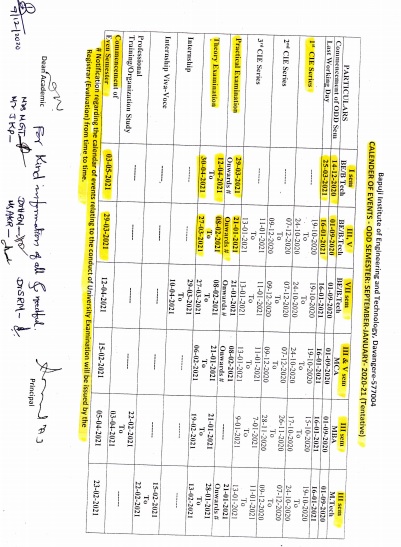 Bapuji Institute of Engineering and Technology, Davangere-577004
CALENDER OF EVENTS - ODD SEMESTER:SEPTEMBER-JANUARY- 2020-21 (Tentative)
PARTICULARS I sem BE/B Tech III, V BE/B.Tech VII sem BE/B.Tech III & V sem MCA III sem MBA III sem M.Tech
Commencement of ODD Sem 14-12-2020 01-09-2020 01-09-2020 01-09-2020 01-09-2020 01-09-2020
Last Working Day 25-03-2021 16-01-2021 16-01-2021 16-01-2021 16-01-2021 16-01-2021
1st CIE Series ------ 19-10-2020 To 24-10-2020 19-10-2020 To 24-10-2020 19-10-2020 To 24-10-2020 15-10-2020 To 17-10-2020 19-10-2020 To 24-10-2020
2nd CIE Series ------ 07-12-2020 To 09-12-2020 07-12-2020 To 09-12-2020 07-12-2020 To 09-12-2020 26-11-2020 To 28-11-2020 07-12-2020 To 09-12-2020
3rd CIE Series ------ 11-01-2021 To 13-01-2021 11-01-2021 To 13-01-2021 11-01-2021 To 13-01-2021 7-01-2021 To 9-01-2021 11-01-2021 To 13-01-2021
Practical Examination 29-03-2021 Onwards # 21-01-2021 Onwards # 21-01-2021 Onwards # 08-02-2021 Onwards # ------ 21-01-2021 Onwards #
Theory Examination 12-04-2021 To 30-04-2021 08-02-2021 To 27-03-2021 08-02-2021 To 27-03-2021 21-01-2021 To 06-02-2021 21-01-2021 To 28-01-2021 To
Internship ------ ------ 29-03-2021 To 10-04-2021 ------ 19-02-2021 13-02-2021
Internship Viva-Voce
Professional Training/Organization Study ------ ------ ------ ------ 22-02-2021 To 03-04-2021 15-02-2021 To 22-02-2021
Commencement of Even Semester 03-05-2021 29-03-2021 12-04-2021 15-02-2021 05-04-2021 23-02-2021
# Notification regarding the calendar of events relating to the conduct of University Examination will be issued by the
Registrar (Evaluation) from time to time.
Dean Academic
Principal
For Kind information of all & needful